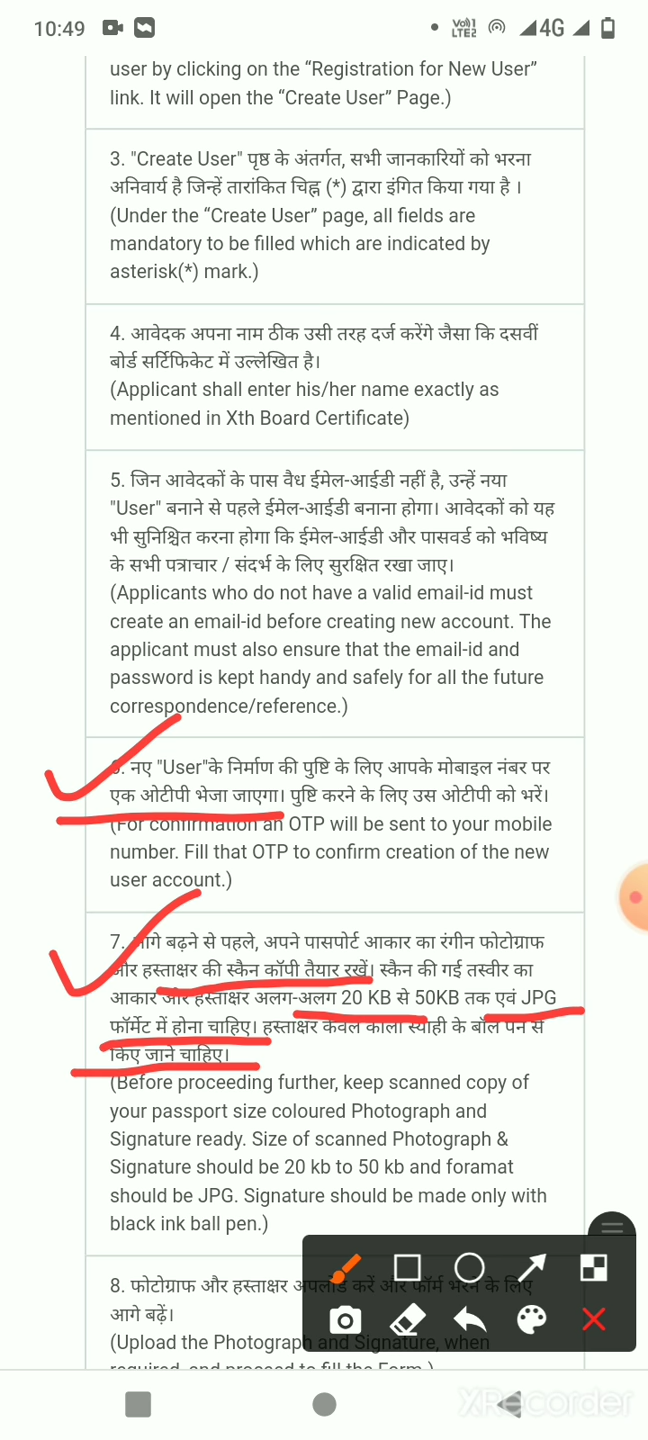 10:49
Vo)) 1
LTE2
4G
user by clicking on the “Registration for New User”
link. It will open the “Create User” Page.)
3. "Create User" पृष्ठ के अंतर्गत, सभी जानकारियों को भरना
अनिवार्य है जिन्हें तारांकित चिह्न (*) द्वारा इंगित किया गया है ।
(Under the “Create User” page, all fields are
mandatory to be filled which are indicated by
asterisk(*) mark.)
4. आवेदक अपना नाम ठीक उसी तरह दर्ज करेंगे जैसा कि दसवीं
बोर्ड सर्टिफिकेट में उल्लेखित है।
(Applicant shall enter his/her name exactly as
mentioned in Xth Board Certificate)
5. जिन आवेदकों के पास वैध ईमेल-आईडी नहीं है, उन्हें नया
"User" बनाने से पहले ईमेल-आईडी बनाना होगा। आवेदकों को यह
भी सुनिश्चित करना होगा कि ईमेल-आईडी और पासवर्ड को भविष्य
के सभी पत्राचार / संदर्भ के लिए सुरक्षित रखा जाए।
(Applicants who do not have a valid email-id must
create an email-id before creating new account. The
applicant must also ensure that the email-id and
password is kept handy and safely for all the future
correspondence/reference.)
6. नए "User"के निर्माण की पुष्टि के लिए आपके मोबाइल नंबर पर
एक ओटीपी भेजा जाएगा। पुष्टि करने के लिए उस ओटीपी को भरें।
(For confirmation an OTP will be sent to your mobile
number. Fill that OTP to confirm creation of the new
user account.)
7. आगे बढ़ने से पहले, अपने पासपोर्ट आकार का रंगीन फोटोग्राफ
और हस्ताक्षर की स्कैन कॉपी तैयार रखें। स्कैन की गई तस्वीर का
आकार और हस्ताक्षर अलग-अलग 20 KB से 50KB तक एवं JPG
फॉर्मेट में होना चाहिए। हस्ताक्षर केवल काली स्याही के बॉल पेन से
किए जाने चाहिए।
(Before proceeding further, keep scanned copy of
your passport size coloured Photograph and
Signature ready. Size of scanned Photograph &
Signature should be 20 kb to 50 kb and foramat
should be JPG. Signature should be made only with
black ink ball pen.)
8. फोटोग्राफ और हस्ताक्षर अपलोड करें और फॉर्म भरने के लिए
आगे बढ़ें।
(Upload the Photograph and Signature, when
required, and proceed to fill the Form.)
XRecorder